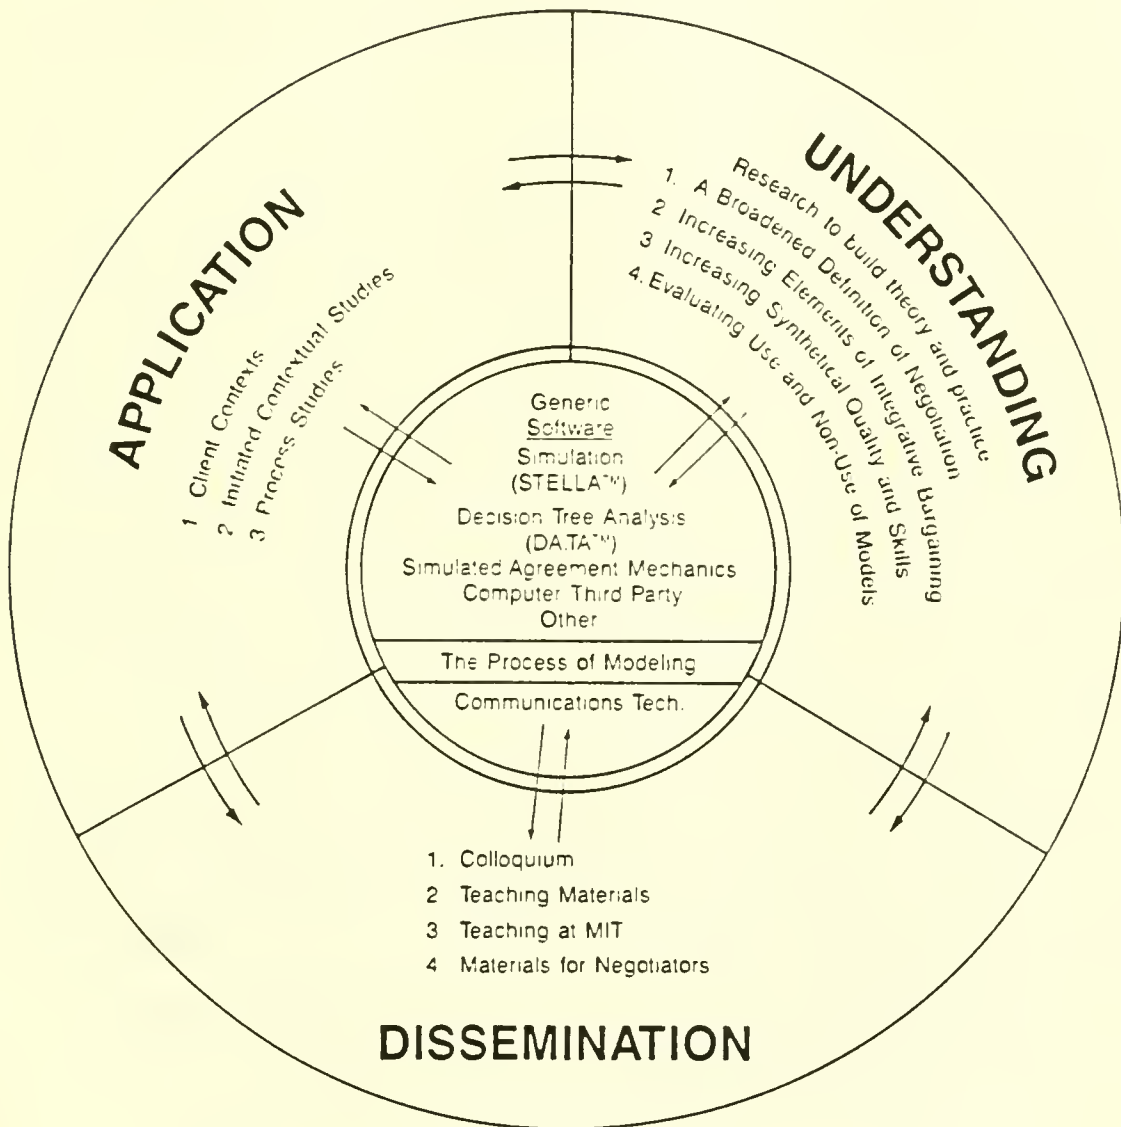 APPLICATION
1 Client Contexts
2 Initiated Contextual Studies
3 Process Studies
UNDERSTANDING
Research to build theory and practice
1. A Broadened Definition of Negotiation
2 Increasing Elements of Integrative Bargaining
3 Increasing Synthetical Quality and Skills
4. Evaluating Use and Non-Use of Models
Generic
Software
Simulation
(STELLA™)
Decision Tree Analysis
(DATA™)
Simulated Agreement Mechanics
Computer Third Party
Other
The Process of Modeling
Communications Tech.
1. Colloquium
2 Teaching Materials
3 Teaching at MIT
4 Materials for Negotiators
DISSEMINATION